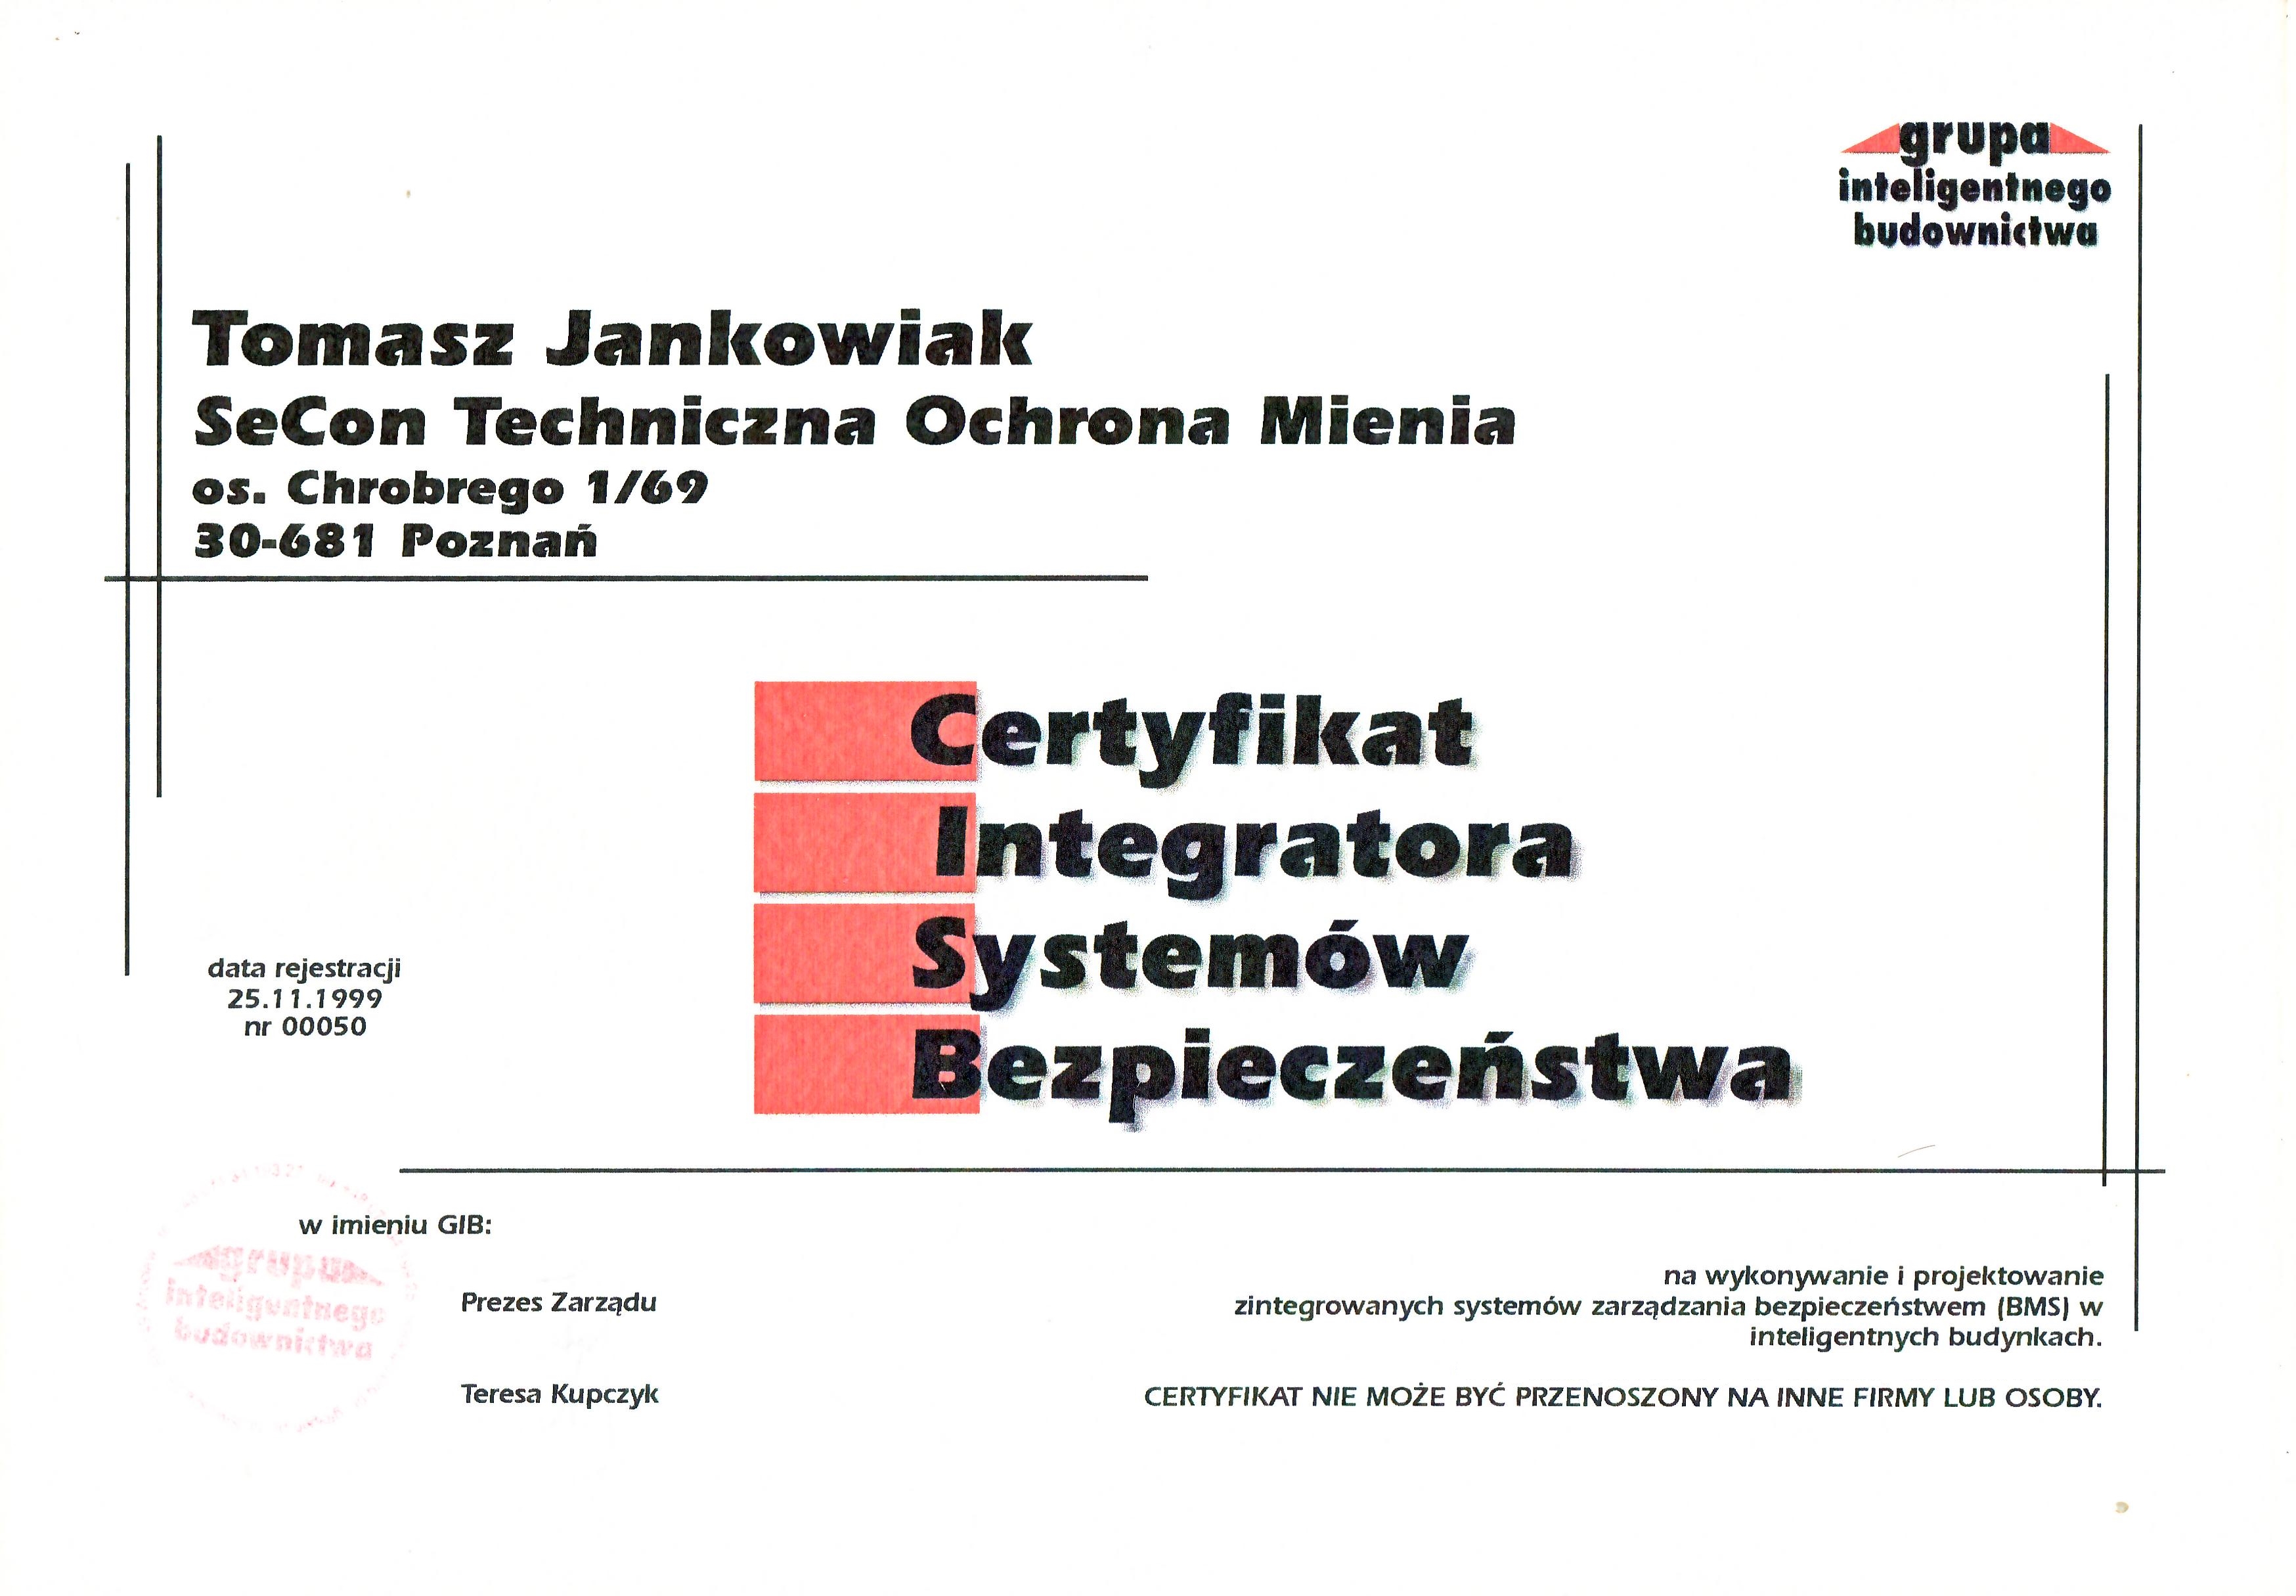 grupa
inteligentnego
budownictwa
Tomasz Jankowiak
SeCon Techniczna Ochrona Mienia
os. Chrobrego 1/69
30-681 Poznań
Certyfikat
Integratora
Systemów
Bezpieczeństwa
data rejestracji
25.11.1999
nr 00050
w imieniu GIB:
grupa
inteligentnego
budownictwa
Prezes Zarządu
Teresa Kupczyk
na wykonywanie i projektowanie
zintegrowanych systemów zarządzania bezpieczeństwem (BMS) w
inteligentnych budynkach.
CERTYFIKAT NIE MOŻE BYĆ PRZENOSZONY NA INNE FIRMY LUB OSOBY.